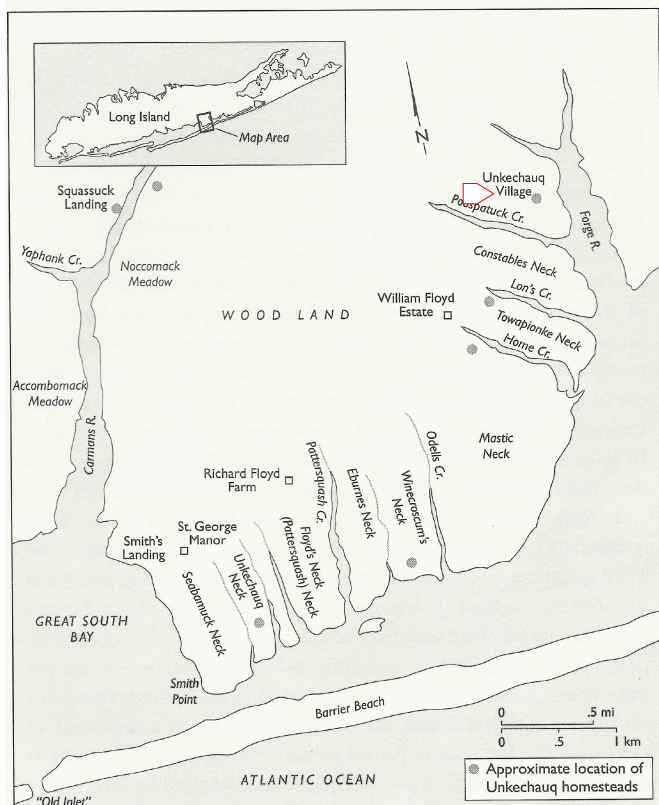 Long Island
Map Area
N
Squassuck
Landing
Unkechauq
Village
Poospatuck Cr.
Forge R.
Yaphank Cr.
Noccomack
Meadow
Constables Neck
Lon's Cr.
WOOD LAND
William Floyd
Estate
Towapionke Neck
Home Cr.
Accombomack
Meadow
Carmans R.
Mastic
Neck
Richard Floyd
Farm
Pattersquash Cr.
Eburnes Neck
Winecroscum's
Neck
Odells Cr.
St. George
Manor
Smith's
Landing
Unkechauq
Neck
Floyd's Neck
(Pattersquash) Neck
Seabamuck Neck
GREAT SOUTH
BAY
Smith
Point
Barrier Beach
0 .5 mi
0 1 km
ATLANTIC OCEAN
"Old Inlet"
Approximate location of
Unkechauq homesteads